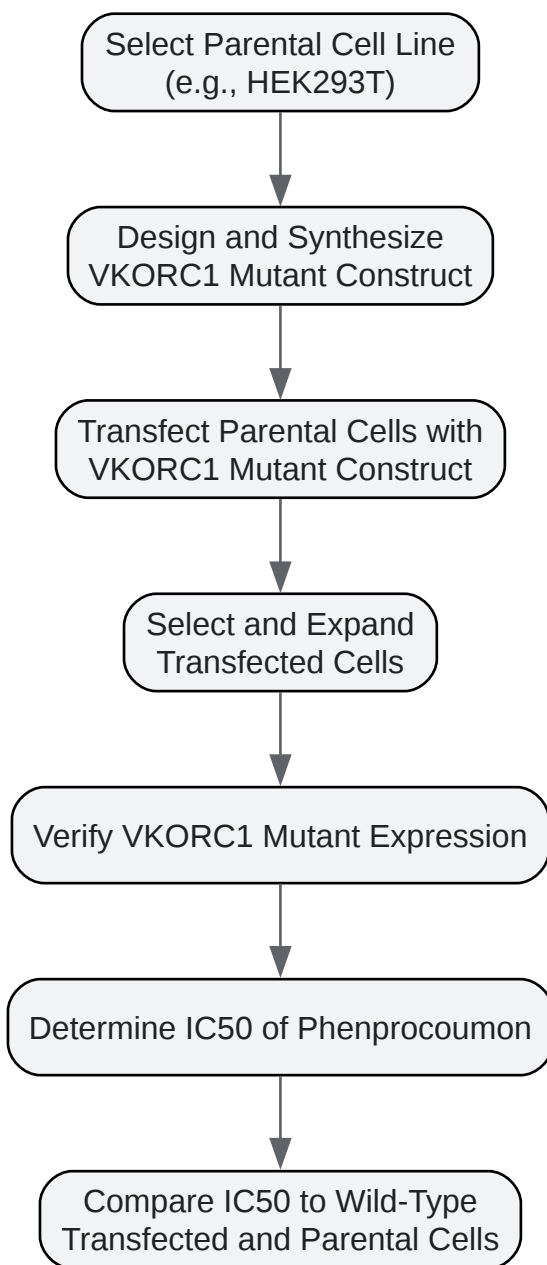 Select Parental Cell Line
(e.g., HEK293T)
Design and Synthesize
VKORC1 Mutant Construct
Transfect Parental Cells with
VKORC1 Mutant Construct
Select and Expand
Transfected Cells
Verify VKORC1 Mutant Expression
Determine IC50 of Phenprocoumon
Compare IC50 to Wild-Type
Transfected and Parental Cells